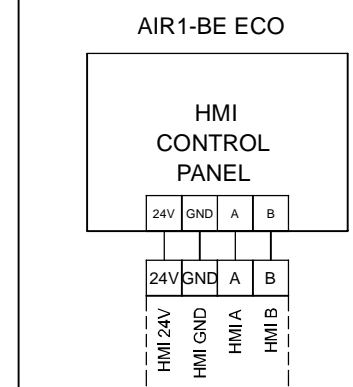 AIR1-BE ECO
HMI
CONTROL
PANEL
24V GND A B
24V GND A B
HMI 24V
HMI GND
HMI A
HMI B